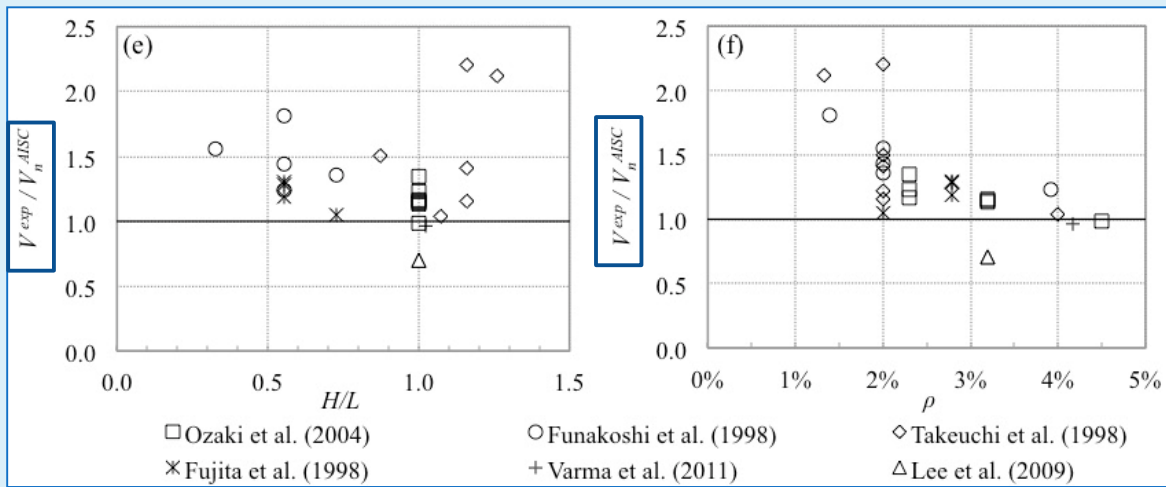 (e)
2.5
2.0
1.5
1.0
0.5
0.0
V^exp / V_n^AISC
0.0 0.5 1.0 1.5
H/L
(f)
2.5
2.0
1.5
1.0
0.5
0.0
V^exp / V_n^AISC
0% 1% 2% 3% 4% 5%
ρ
Ozaki et al. (2004) Funakoshi et al. (1998) Takeuchi et al. (1998)
Fujita et al. (1998) Varma et al. (2011) Lee et al. (2009)